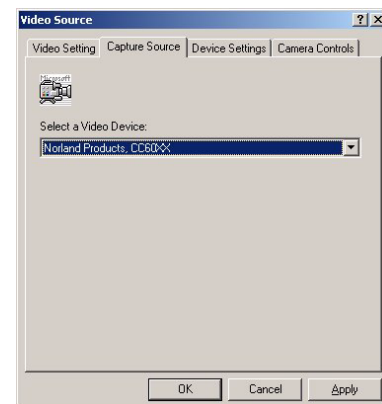 Video Source
Video Setting Capture Source Device Settings Camera Controls
Microsoft
Select a Video Device:
Norland Products, CC60XX
OK Cancel Apply